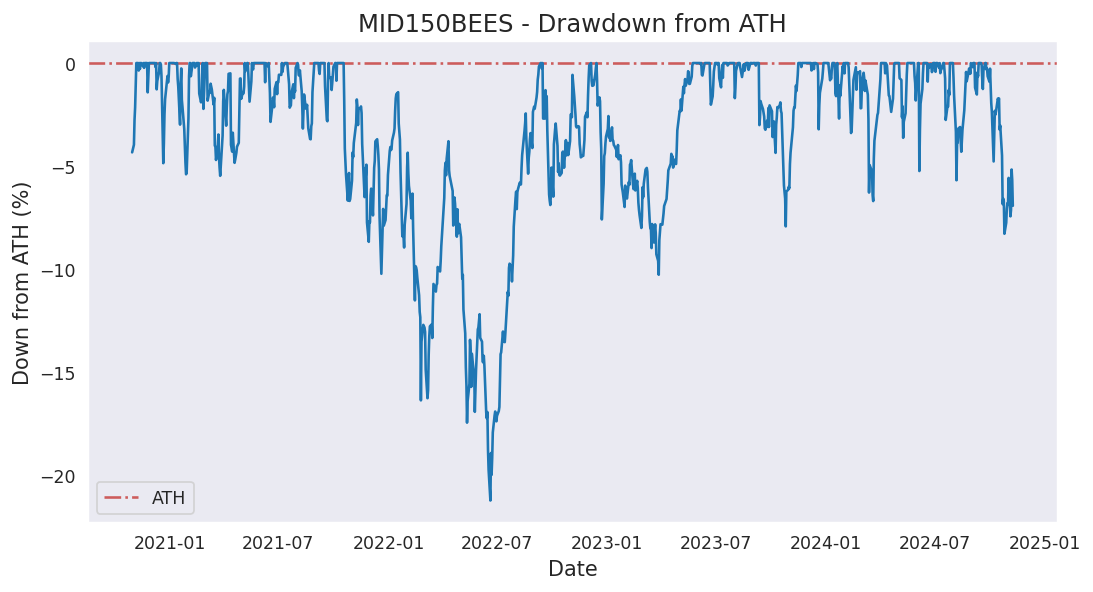 MID150BEES - Drawdown from ATH
Down from ATH (%)
0
−5
−10
−15
−20
ATH
2021-01 2021-07 2022-01 2022-07 2023-01 2023-07 2024-01 2024-07 2025-01
Date